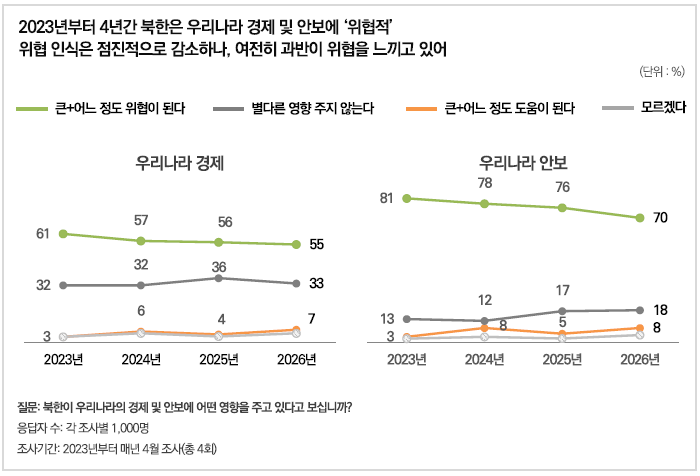 2023년부터 4년간 북한은 우리나라 경제 및 안보에 ‘위협적’
위협 인식은 점진적으로 감소하나, 여전히 과반이 위협을 느끼고 있어
(단위 : %)
큰+어느 정도 위협이 된다 별다른 영향 주지 않는다 큰+어느 정도 도움이 된다 모르겠다
우리나라 경제
61 57 56 55
32 32 36 33
3 6 4 7
2023년 2024년 2025년 2026년
우리나라 안보
81 78 76 70
13 12 17 18
3 8 5 8
2023년 2024년 2025년 2026년
질문: 북한이 우리나라의 경제 및 안보에 어떤 영향을 주고 있다고 보십니까?
응답자 수: 각 조사별 1,000명
조사기간: 2023년부터 매년 4월 조사(총 4회)